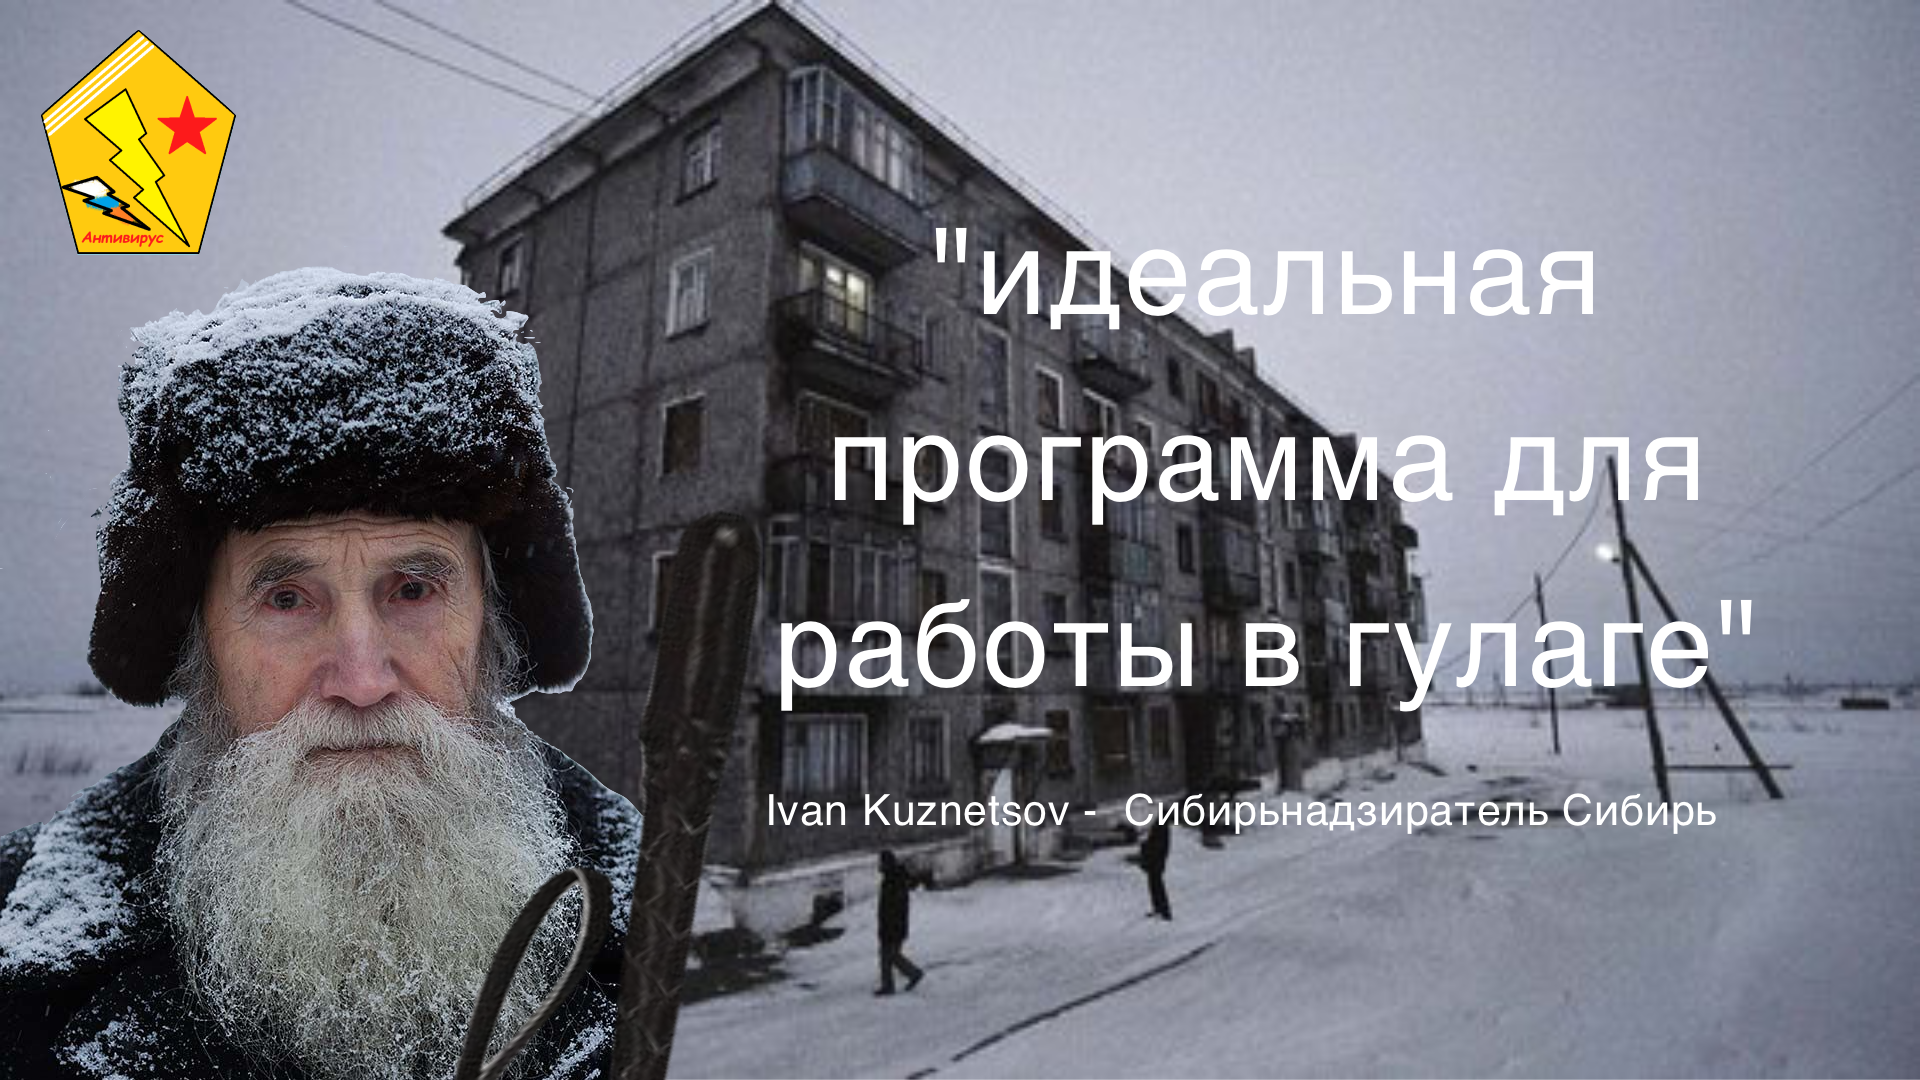 Антивирус
"идеальная
программа для
работы в гулаге"
Ivan Kuznetsov - Сибирьнадзиратель Сибирь